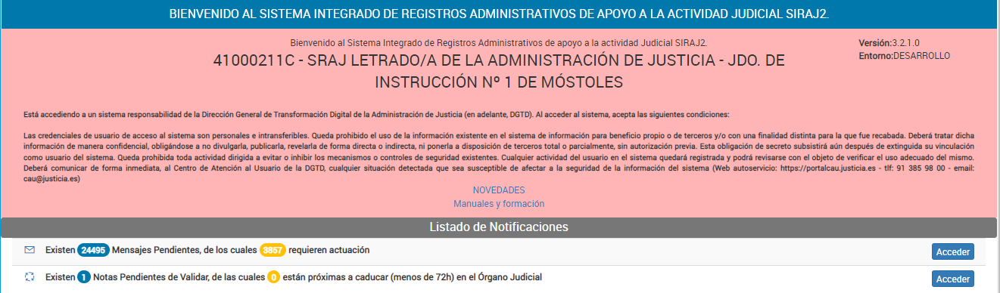 BIENVENIDO AL SISTEMA INTEGRADO DE REGISTROS ADMINISTRATIVOS DE APOYO A LA ACTIVIDAD JUDICIAL SIRAJ2.
Bienvenido al Sistema Integrado de Registros Administrativos de apoyo a la actividad Judicial SIRAJ2.
Versión:3.2.1.0
Entorno:DESARROLLO
41000211C - SRAJ LETRADO/A DE LA ADMINISTRACIÓN DE JUSTICIA - JDO. DE
INSTRUCCIÓN Nº 1 DE MÓSTOLES
Está accediendo a un sistema responsabilidad de la Dirección General de Transformación Digital de la Administración de Justicia (en adelante, DGTD). Al acceder al sistema, acepta las siguientes condiciones:
Las credenciales de usuario de acceso al sistema son personales e intransferibles. Queda prohibido el uso de la información existente en el sistema de información para beneficio propio o de terceros y/o con una finalidad distinta para la que fue recabada. Deberá tratar dicha
información de manera confidencial, obligándose a no divulgarla, publicarla, revelarla de forma directa o indirecta, ni ponerla a disposición de terceros total o parcialmente, sin autorización previa. Esta obligación de secreto subsistirá aún después de extinguida su vinculación
como usuario del sistema. Queda prohibida toda actividad dirigida a evitar o inhibir los mecanismos o controles de seguridad existentes. Cualquier actividad del usuario en el sistema quedará registrada y podrá revisarse con el objeto de verificar el uso adecuado del mismo.
Deberá comunicar de forma inmediata, al Centro de Atención al Usuario de la DGTD, cualquier situación detectada que sea susceptible de afectar a la seguridad de la información del sistema (Web autoservicio: https://portalcau.justicia.es - tlf: 91 385 98 00 - email:
cau@justicia.es)
NOVEDADES
Manuales y formación
Listado de Notificaciones
Existen 24495 Mensajes Pendientes, de los cuales 3857 requieren actuación
Acceder
Existen 1 Notas Pendientes de Validar, de las cuales 0 están próximas a caducar (menos de 72h) en el Órgano Judicial
Acceder